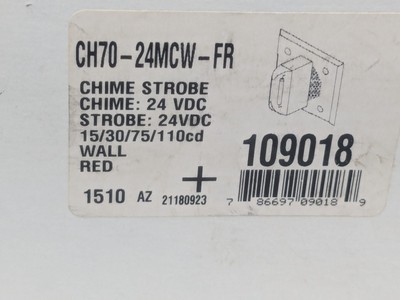 CH70-24MCW-FR
CHIME STROBE
CHIME: 24 VDC
STROBE: 24VDC
15/30/75/110cd
WALL
RED
109018
1510 AZ 21180923
7 86697 09018 9